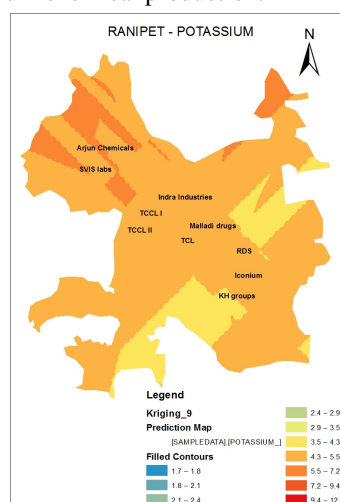 RANIPET - POTASSIUM
N
Arjun Chemicals
SVIS labs
Indra Industries
TCCL I
TCCL II
Malladi drugs
TCL
RDS
Iconium
KH groups
Legend
Kriging_9
Prediction Map
[SAMPLEDATA].[POTASSIUM_]
Filled Contours
1.7 - 1.8
1.8 - 2.1
2.1 - 2.4
2.4 - 2.9
2.9 - 3.5
3.5 - 4.3
4.3 - 5.5
5.5 - 7.2
7.2 - 9.4
9.4 - 12